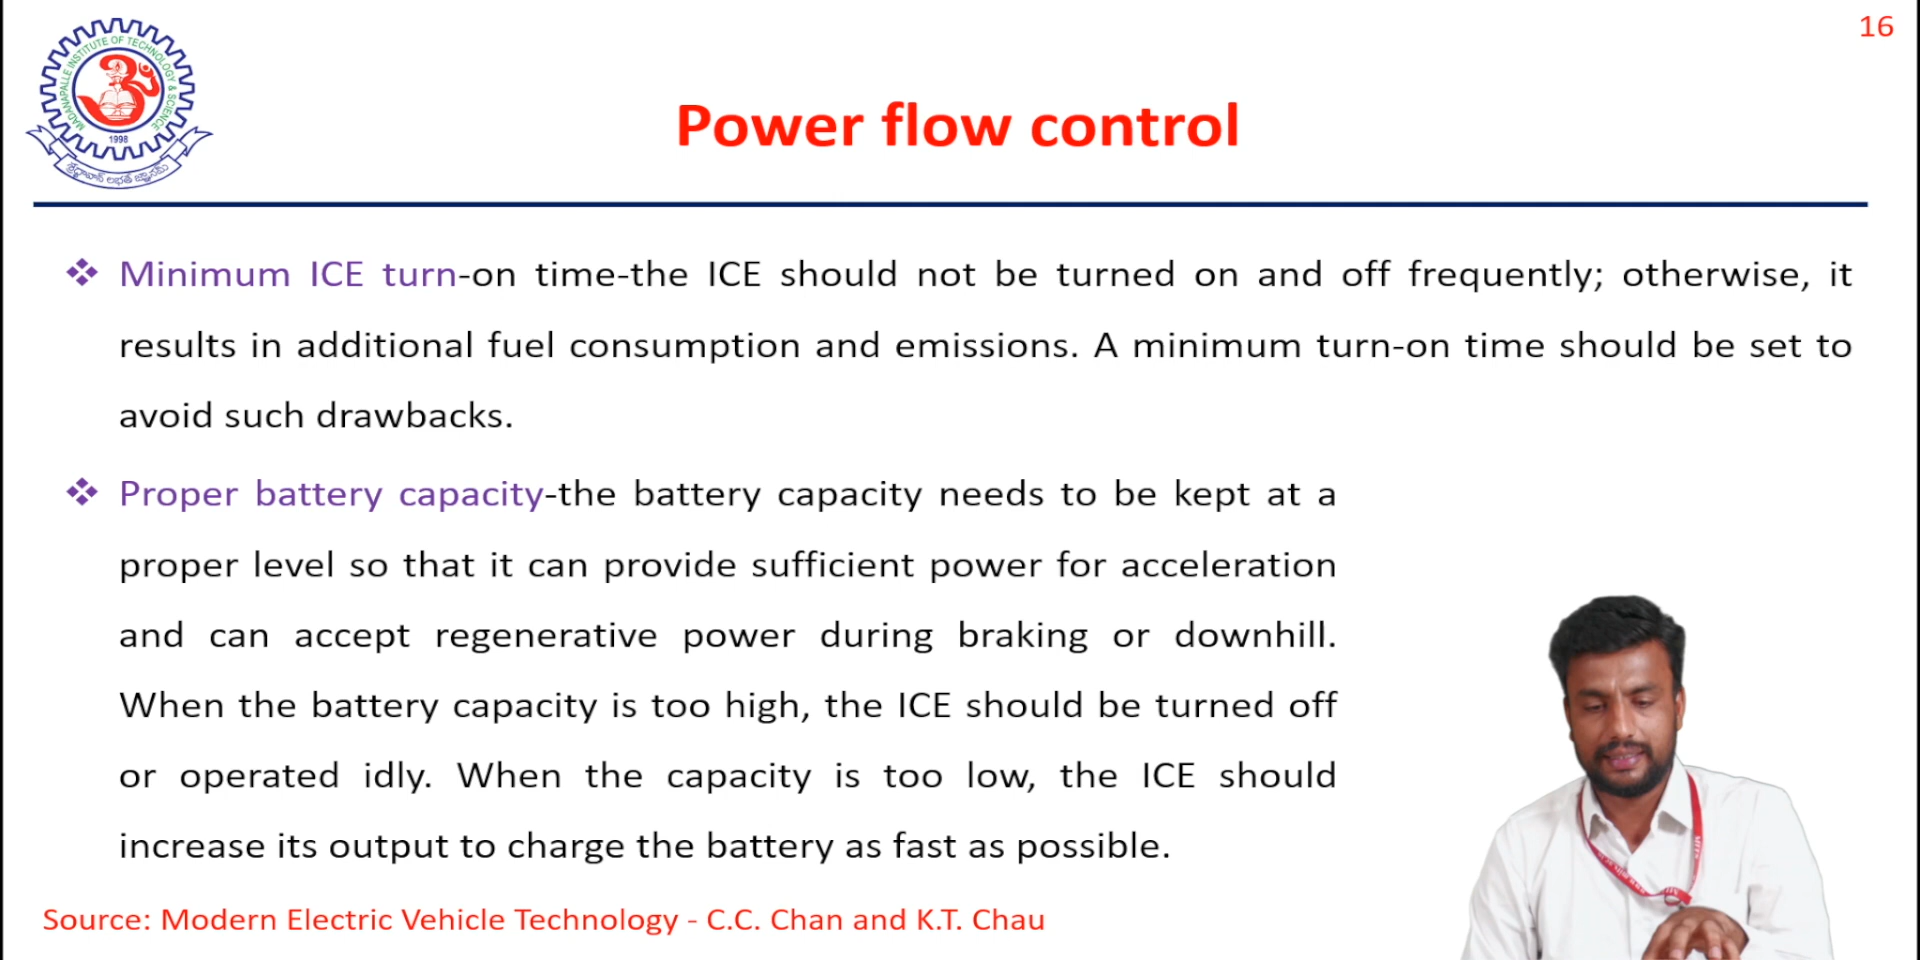 16
MADANAPALLE INSTITUTE OF TECHNOLOGY & SCIENCE
1998
Power flow control
❖ Minimum ICE turn-on time-the ICE should not be turned on and off frequently; otherwise, it
results in additional fuel consumption and emissions. A minimum turn-on time should be set to
avoid such drawbacks.
❖ Proper battery capacity-the battery capacity needs to be kept at a
proper level so that it can provide sufficient power for acceleration
and can accept regenerative power during braking or downhill.
When the battery capacity is too high, the ICE should be turned off
or operated idly. When the capacity is too low, the ICE should
increase its output to charge the battery as fast as possible.
Source: Modern Electric Vehicle Technology - C.C. Chan and K.T. Chau